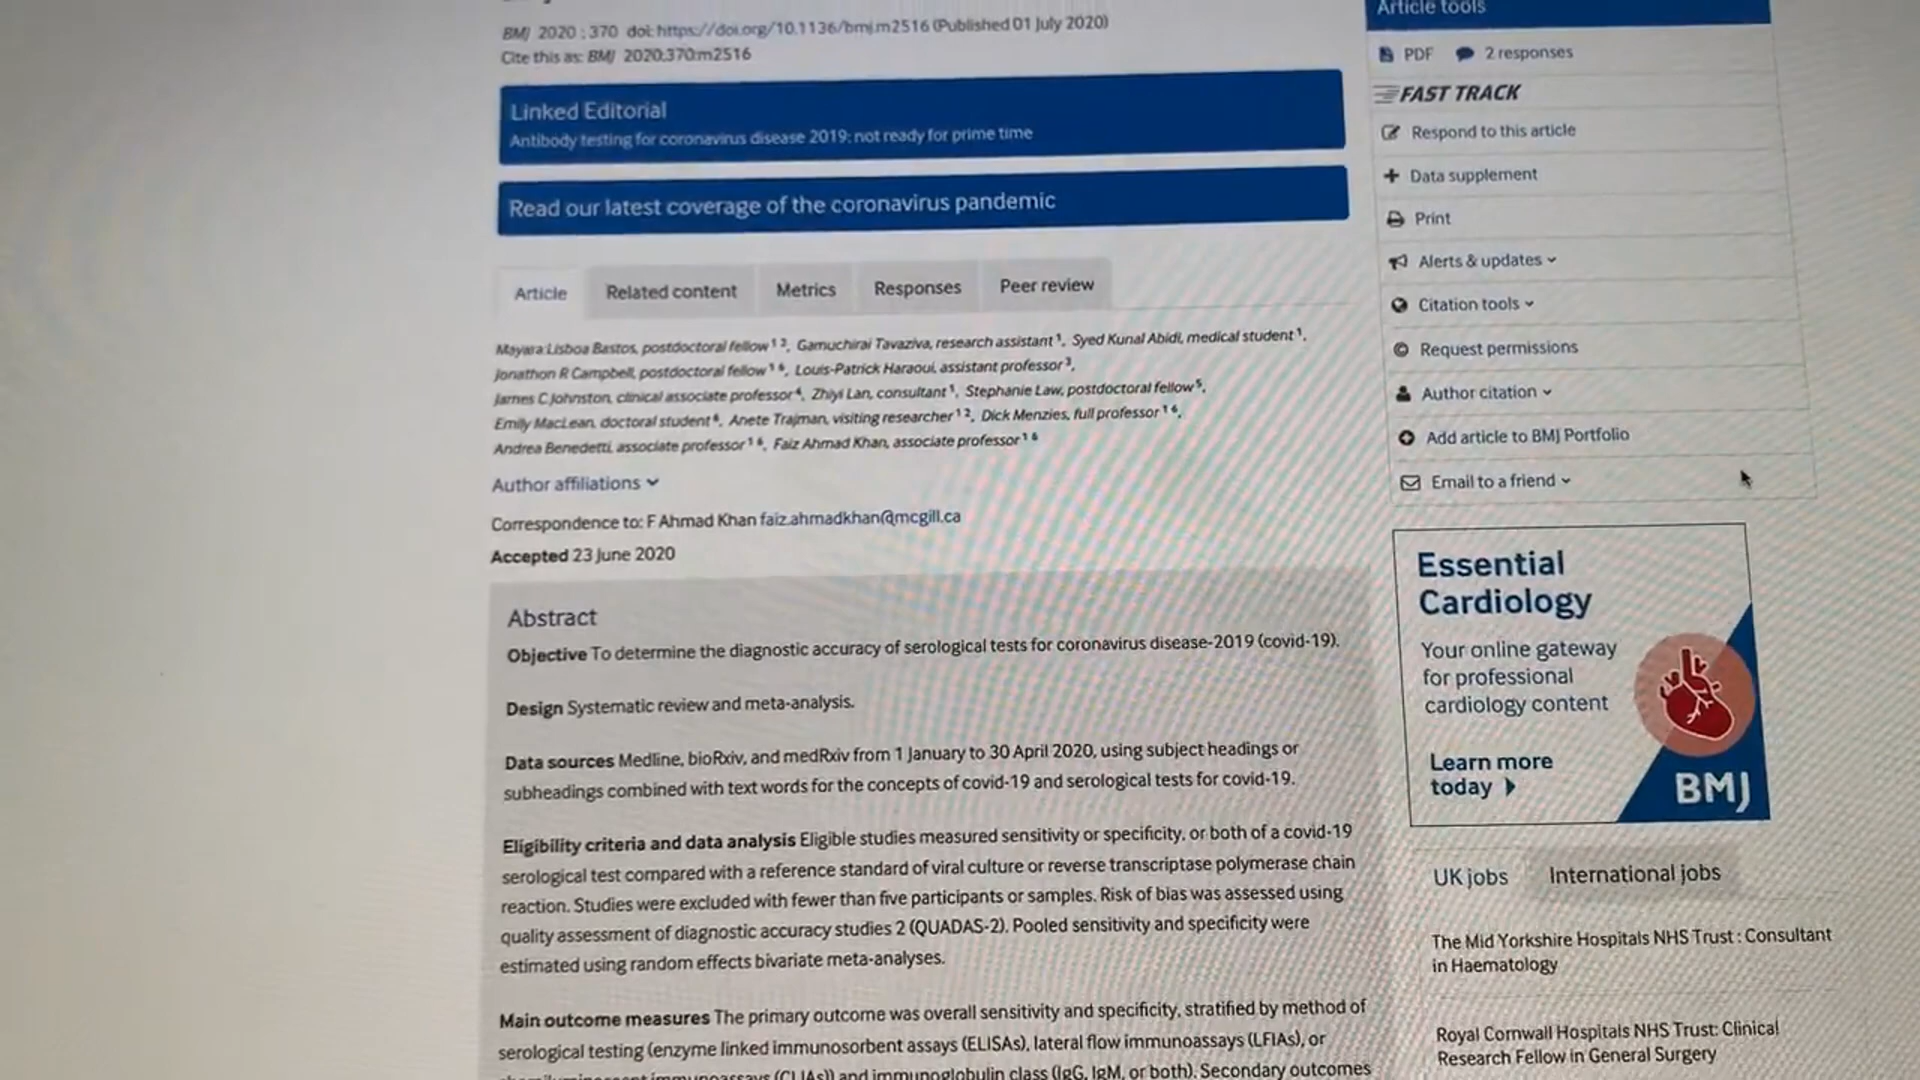 BMJ 2020 ; 370 doi: https://doi.org/10.1136/bmj.m2516 (Published 01 July 2020)
Cite this as: BMJ 2020;370:m2516
Linked Editorial
Antibody testing for coronavirus disease 2019: not ready for prime time
Read our latest coverage of the coronavirus pandemic
Article
Related content
Metrics
Responses
Peer review
Mayara Lisboa Bastos, postdoctoral fellow 1 2, Gamuchirai Tavaziva, research assistant 1, Syed Kunal Abidi, medical student 1,
Jonathon R Campbell, postdoctoral fellow 1 6, Louis-Patrick Haraoui, assistant professor 3,
James C Johnston, clinical associate professor 4, Zhiyi Lan, consultant 1, Stephanie Law, postdoctoral fellow 5,
Emily MacLean, doctoral student 6, Anete Trajman, visiting researcher 1 2, Dick Menzies, full professor 1 6,
Andrea Benedetti, associate professor 1 6, Faiz Ahmad Khan, associate professor 1 6
Author affiliations
Correspondence to: F Ahmad Khan faiz.ahmadkhan@mcgill.ca
Accepted 23 June 2020
Abstract
Objective To determine the diagnostic accuracy of serological tests for coronavirus disease-2019 (covid-19).
Design Systematic review and meta-analysis.
Data sources Medline, bioRxiv, and medRxiv from 1 January to 30 April 2020, using subject headings or
subheadings combined with text words for the concepts of covid-19 and serological tests for covid-19.
Eligibility criteria and data analysis Eligible studies measured sensitivity or specificity, or both of a covid-19
serological test compared with a reference standard of viral culture or reverse transcriptase polymerase chain
reaction. Studies were excluded with fewer than five participants or samples. Risk of bias was assessed using
quality assessment of diagnostic accuracy studies 2 (QUADAS-2). Pooled sensitivity and specificity were
estimated using random effects bivariate meta-analyses.
Main outcome measures The primary outcome was overall sensitivity and specificity, stratified by method of
serological testing (enzyme linked immunosorbent assays (ELISAs), lateral flow immunoassays (LFIAs), or
immunoassays (CLIAs)) and immunoglobulin class (IgG, IgM, or both). Secondary outcomes
Article tools
PDF
2 responses
FAST TRACK
Respond to this article
Data supplement
Print
Alerts & updates
Citation tools
Request permissions
Author citation
Add article to BMJ Portfolio
Email to a friend
Essential
Cardiology
Your online gateway
for professional
cardiology content
Learn more
today
BMJ
UK jobs
International jobs
The Mid Yorkshire Hospitals NHS Trust : Consultant
in Haematology
Royal Cornwall Hospitals NHS Trust: Clinical
Research Fellow in General Surgery